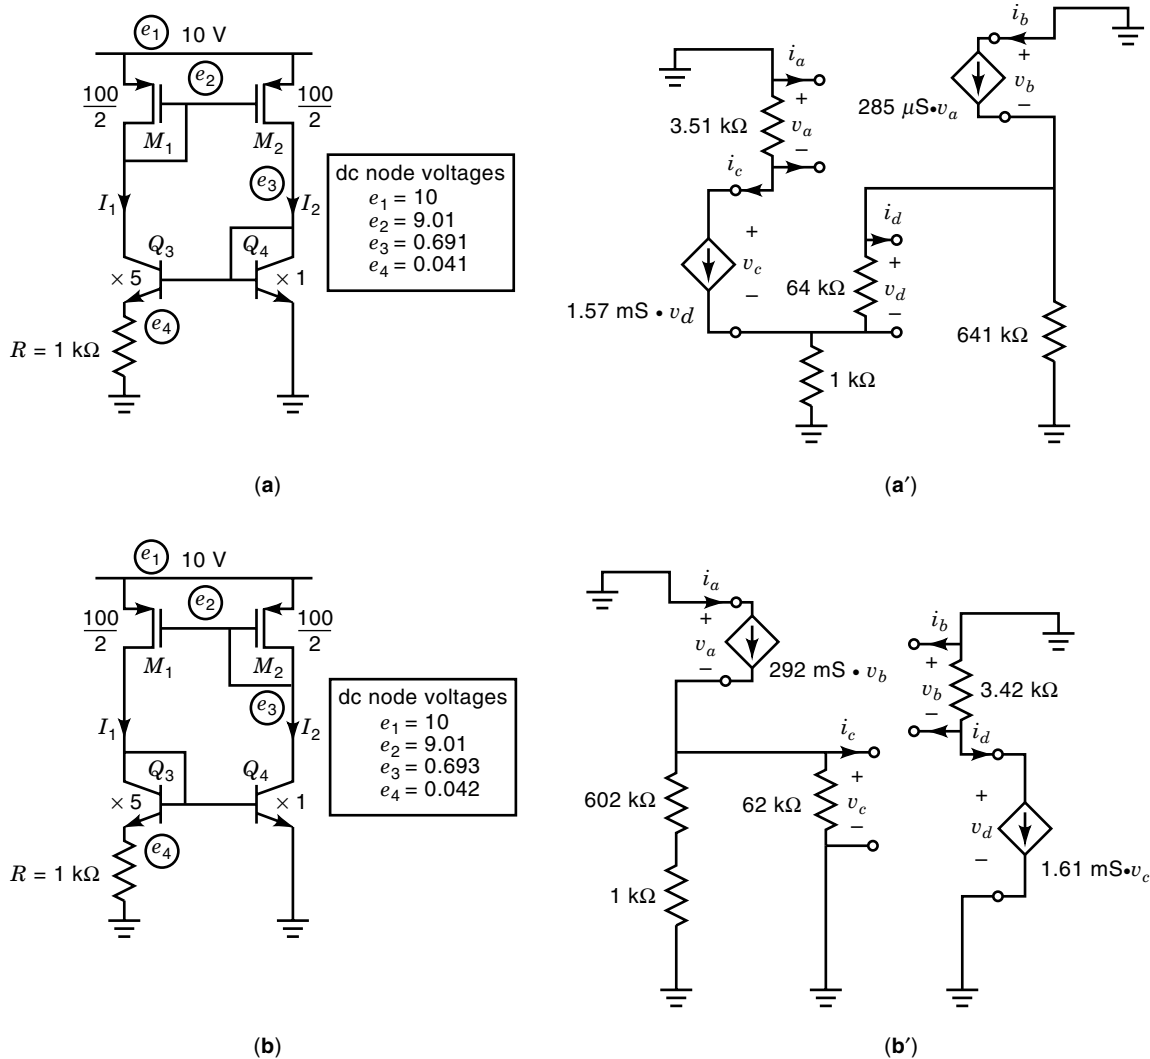 e1 10 V
e2
100/2
100/2
M1
M2
e3
I1
I2
Q3
Q4
× 5
× 1
e4
R = 1 kΩ
dc node voltages
e1 = 10
e2 = 9.01
e3 = 0.691
e4 = 0.041
(a)
ib
+
vb
–
285 μS•va
ia
+
3.51 kΩ
va
–
ic
+
vc
–
1.57 mS • vd
id
+
64 kΩ
vd
–
641 kΩ
1 kΩ
(a′)
e1 10 V
e2
100/2
100/2
M1
M2
e3
I1
I2
Q3
Q4
× 5
× 1
e4
R = 1 kΩ
dc node voltages
e1 = 10
e2 = 9.01
e3 = 0.693
e4 = 0.042
(b)
ia
+
va
–
292 mS • vb
ib
+
vb
3.42 kΩ
–
id
ic
+
602 kΩ
62 kΩ
vc
–
+
vd
–
1.61 mS•vc
1 kΩ
(b′)